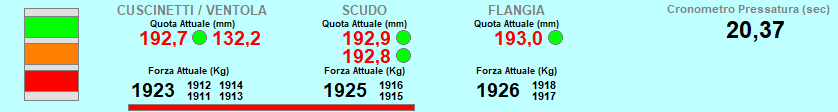 CUSCINETTI / VENTOLA
Quota Attuale (mm)
192,7 132,2
Forza Attuale (Kg)
1923 1912 1914
1911 1913
SCUDO
Quota Attuale (mm)
192,9
192,8
Forza Attuale (Kg)
1925 1916
1915
FLANGIA
Quota Attuale (mm)
193,0
Forza Attuale (Kg)
1926 1918
1917
Cronometro Pressatura (sec)
20,37